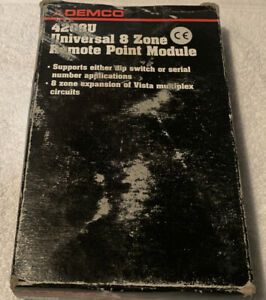 ADEMCO
4208U
Universal 8 Zone
Remote Point Module
CE
• Supports either dip switch or serial
number applications
• 8 zone expansion of Vista multiplex
circuits